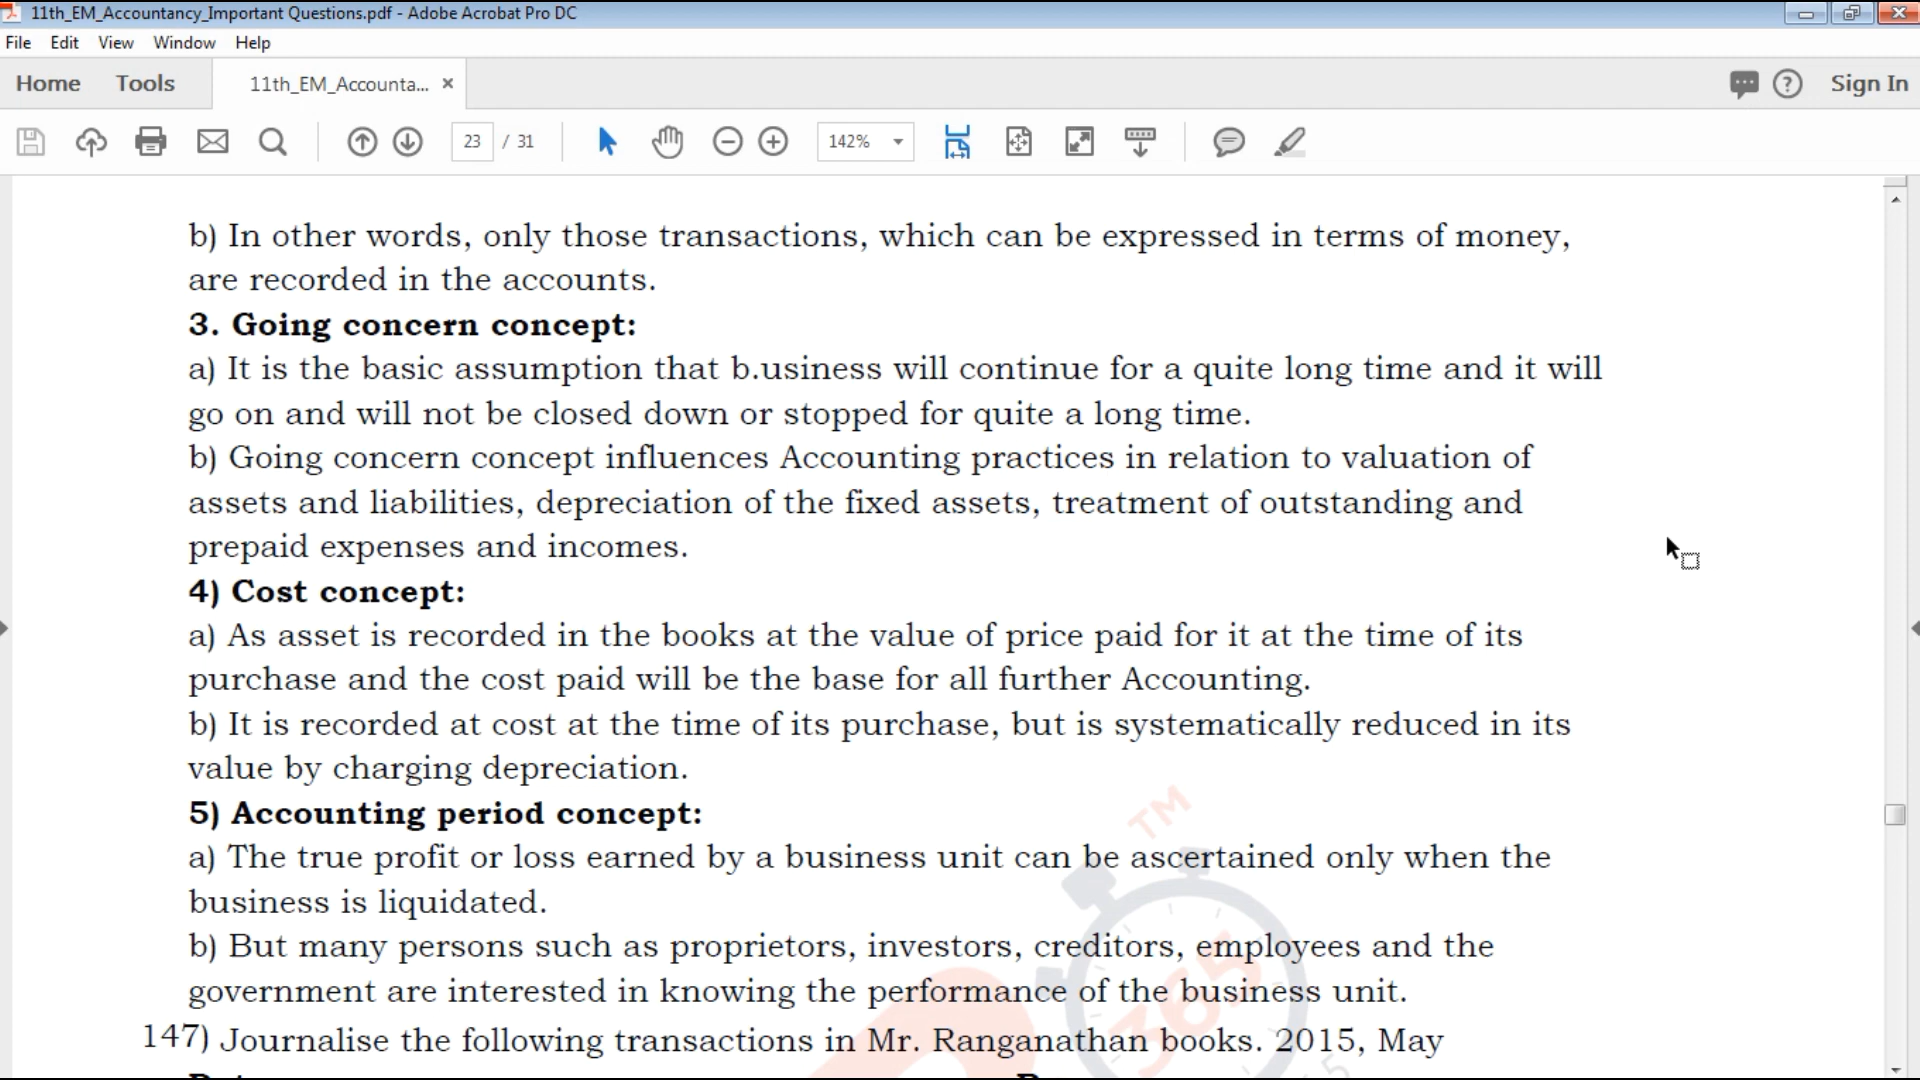 11th_EM_Accountancy_Important Questions.pdf - Adobe Acrobat Pro DC
File Edit View Window Help
Home Tools 11th_EM_Accounta... × Sign In
23 / 31 142%
b) In other words, only those transactions, which can be expressed in terms of money,
are recorded in the accounts.
3. Going concern concept:
a) It is the basic assumption that b.usiness will continue for a quite long time and it will
go on and will not be closed down or stopped for quite a long time.
b) Going concern concept influences Accounting practices in relation to valuation of
assets and liabilities, depreciation of the fixed assets, treatment of outstanding and
prepaid expenses and incomes.
4) Cost concept:
a) As asset is recorded in the books at the value of price paid for it at the time of its
purchase and the cost paid will be the base for all further Accounting.
b) It is recorded at cost at the time of its purchase, but is systematically reduced in its
value by charging depreciation.
5) Accounting period concept:
TM
a) The true profit or loss earned by a business unit can be ascertained only when the
business is liquidated.
b) But many persons such as proprietors, investors, creditors, employees and the
government are interested in knowing the performance of the business unit.
365
147) Journalise the following transactions in Mr. Ranganathan books. 2015, May